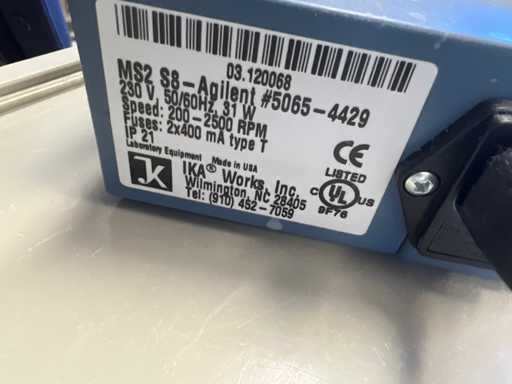 03.120068
MS2 S8-Agilent #5065-4429
230 V, 50/60Hz, 31 W
Speed: 200-2500 RPM
Fuses: 2x400 mA type T
IP 21
Laboratory Equipment Made in USA
IKA® Works, Inc.
Wilmington, NC 28405
Tel: (910) 452-7059
CE
LISTED
C UL US
9F76